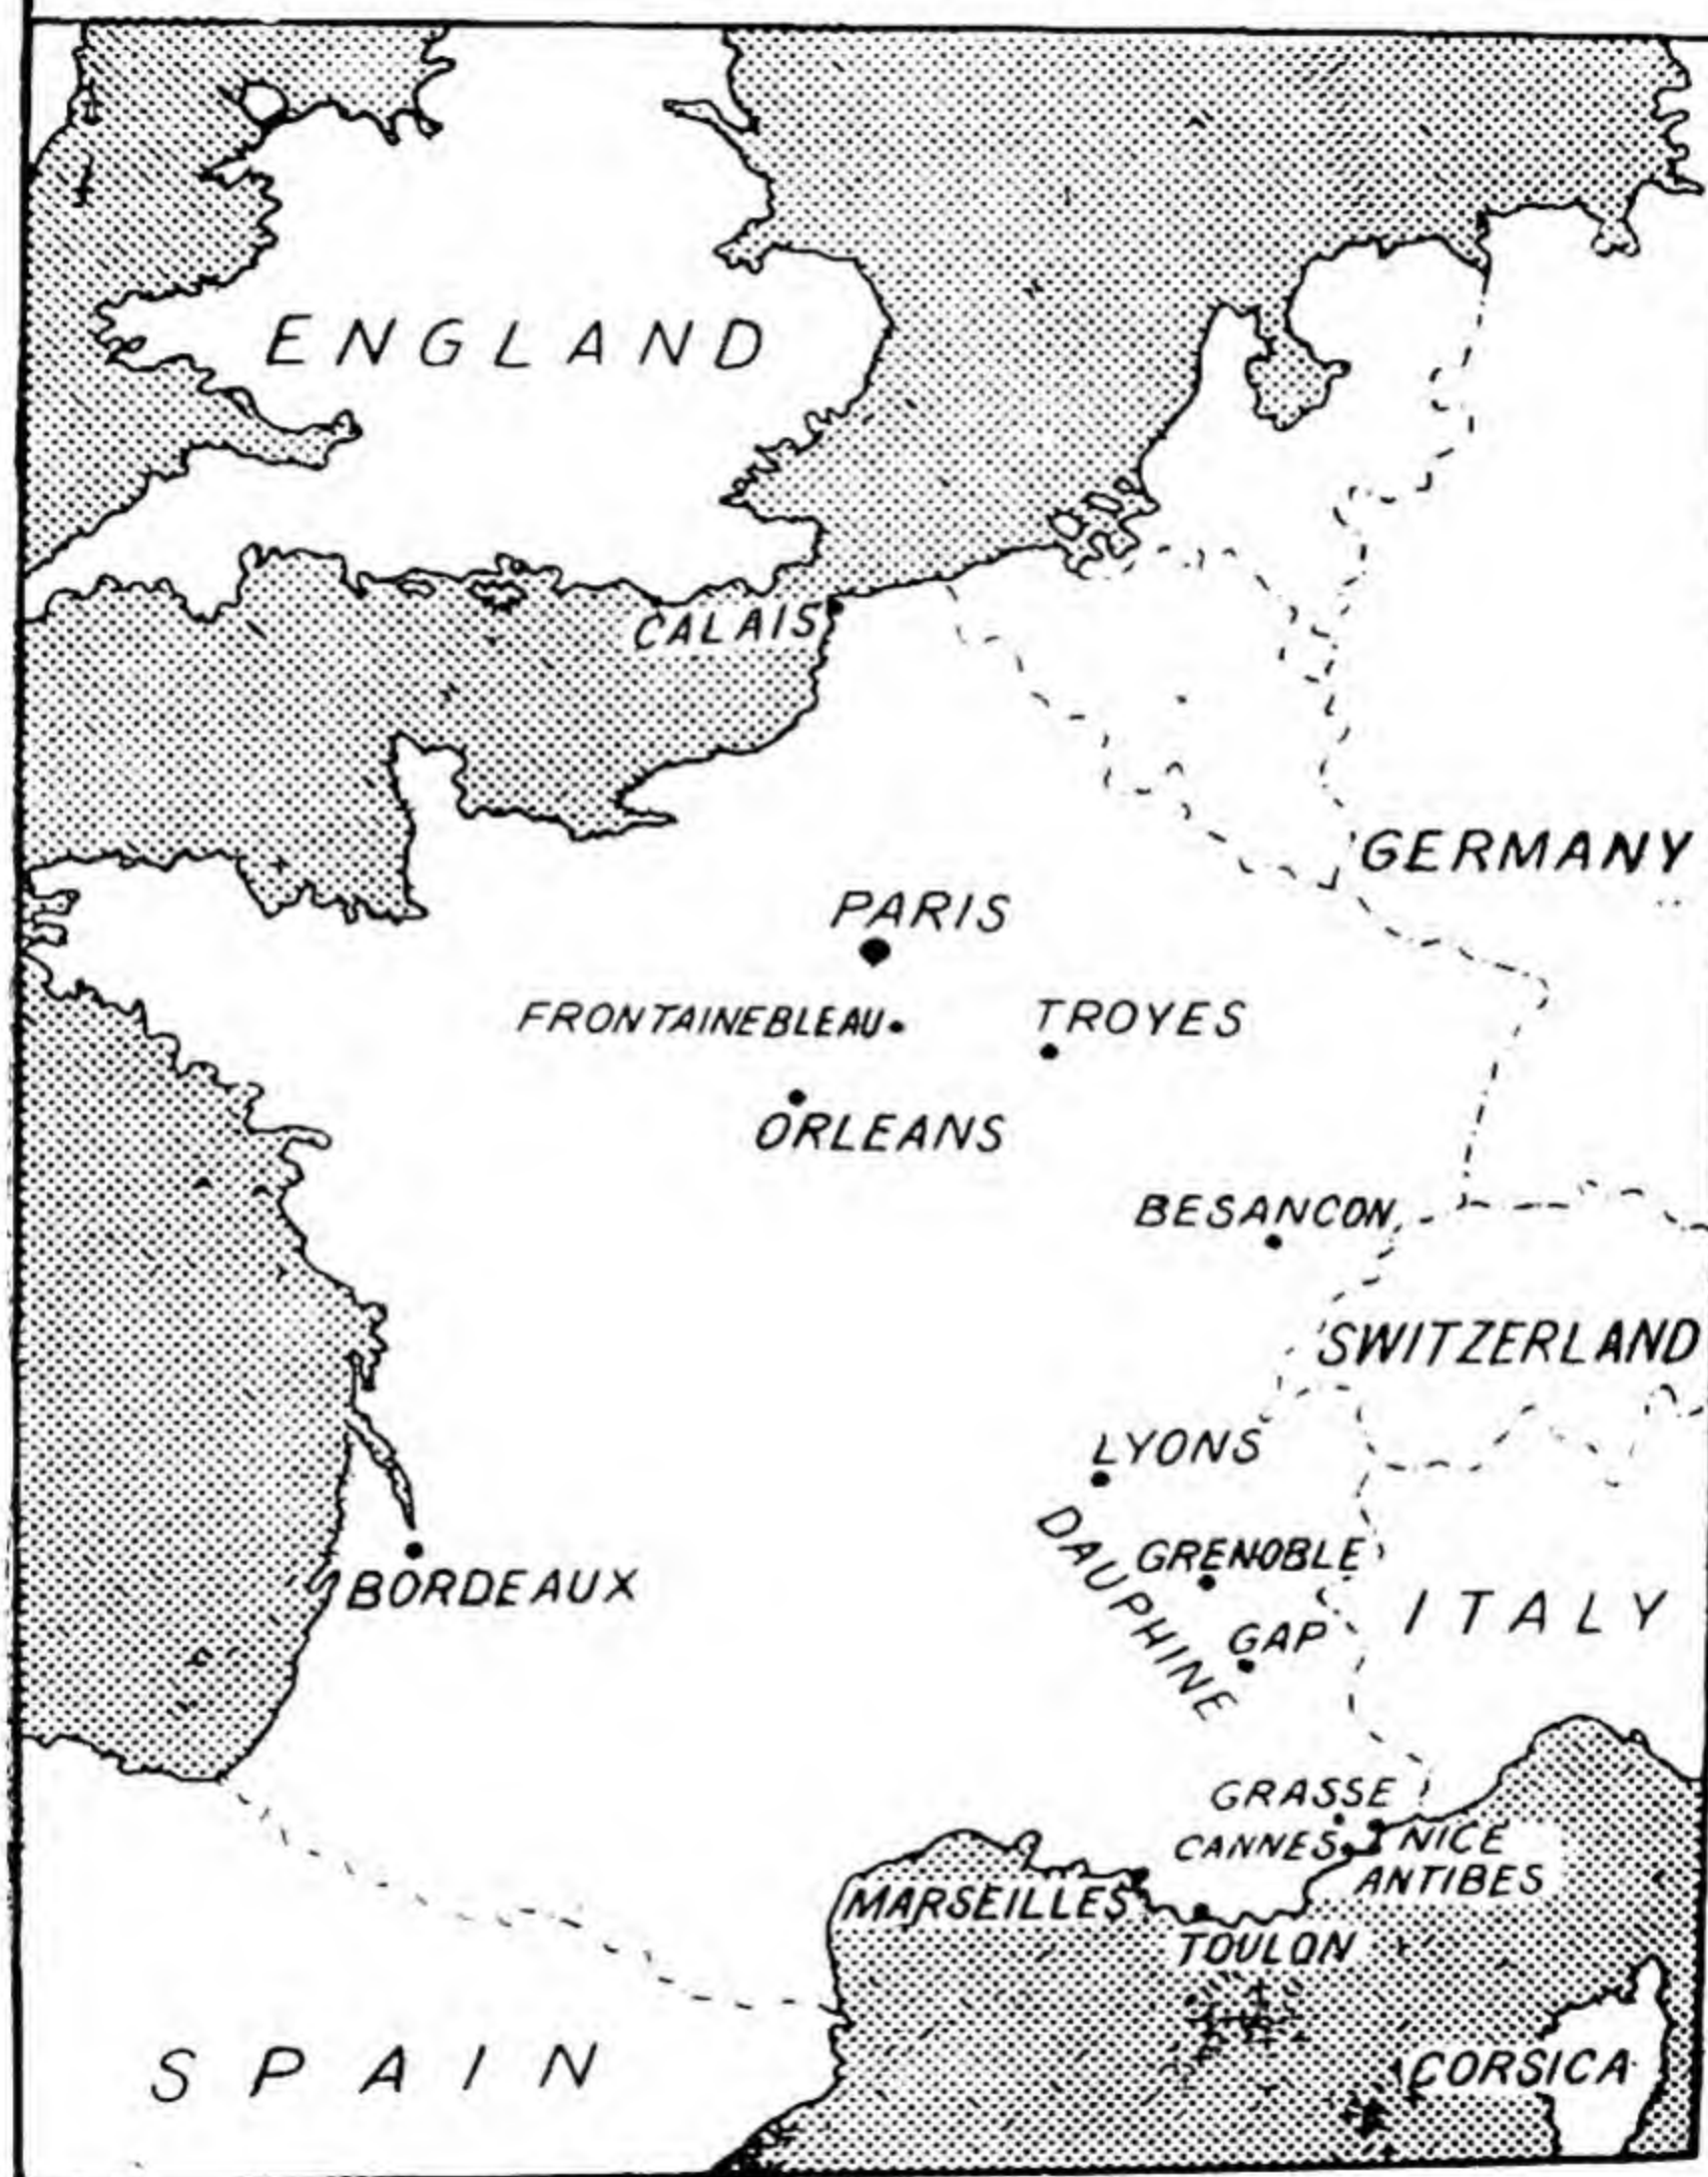 ENGLAND
CALAIS
GERMANY
PARIS
FRONTAINEBLEAU
TROYES
ORLEANS
BESANCON
SWITZERLAND
LYONS
DAUPHINE
GRENOBLE
BORDEAUX
GAP
ITALY
GRASSE
CANNES
NICE
ANTIBES
MARSEILLES
TOULON
SPAIN
CORSICA